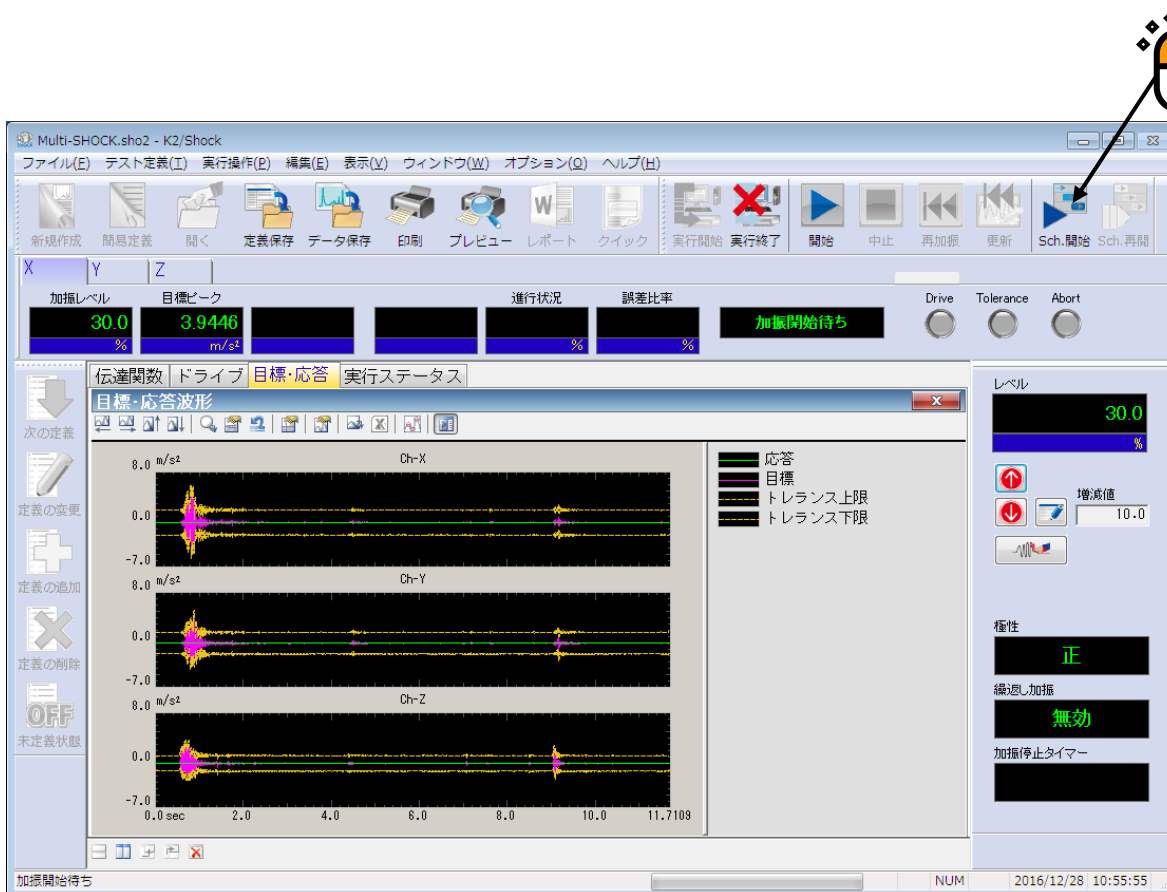 Multi-SHOCK.sho2 - K2/Shock
ファイル(F) テスト定義(T) 実行操作(P) 編集(E) 表示(V) ウィンドウ(W) オプション(O) ヘルプ(H)
新規作成 簡易定義 開く 定義保存 データ保存 印刷 プレビュー レポート クイック 実行開始 実行終了 開始 中止 再加振 更新 Sch.開始 Sch.再開
X Y Z
加振レベル 目標ピーク 進行状況 誤差比率 Drive Tolerance Abort
30.0 3.9446 加振開始待ち
% m/s² % %
伝達関数 ドライブ 目標・応答 実行ステータス
目標・応答波形
次の定義
定義の変更
定義の追加
定義の削除
OFF
未定義状態
8.0 m/s² Ch-X
0.0
-7.0
8.0 m/s² Ch-Y
0.0
-7.0
8.0 m/s² Ch-Z
0.0
-7.0
0.0 sec 2.0 4.0 6.0 8.0 10.0 11.7109
応答
目標
トレランス上限
トレランス下限
レベル
30.0
%
増減値
10.0
極性
正
繰返し加振
無効
加振停止タイマー
加振開始待ち NUM 2016/12/28 10:55:55